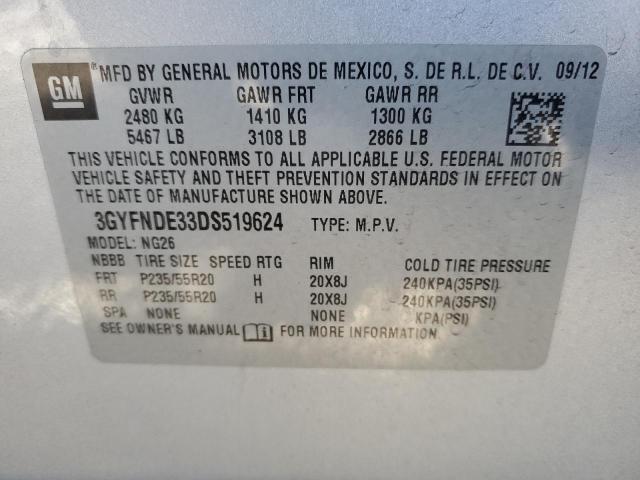 GM ® MFD BY GENERAL MOTORS DE MEXICO, S. DE R.L. DE C.V. 09/12
GVWR GAWR FRT GAWR RR
2480 KG 1410 KG 1300 KG
5467 LB 3108 LB 2866 LB
THIS VEHICLE CONFORMS TO ALL APPLICABLE U.S. FEDERAL MOTOR
VEHICLE SAFETY AND THEFT PREVENTION STANDARDS IN EFFECT ON
THE DATE OF MANUFACTURE SHOWN ABOVE.
3GYFNDE33DS519624 TYPE: M.P.V.
MODEL: NG26
NBBB TIRE SIZE SPEED RTG RIM COLD TIRE PRESSURE
FRT P235/55R20 H 20X8J 240KPA(35PSI)
RR P235/55R20 H 20X8J 240KPA(35PSI)
SPA NONE NONE KPA(PSI)
SEE OWNER'S MANUAL FOR MORE INFORMATION.